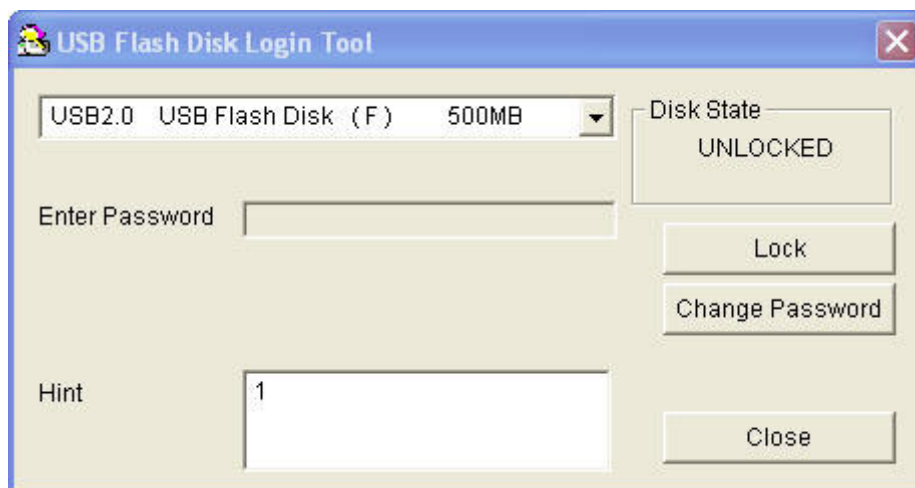 USB Flash Disk Login Tool
USB2.0 USB Flash Disk (F) 500MB
Disk State
UNLOCKED
Enter Password
Lock
Change Password
Hint
1
Close